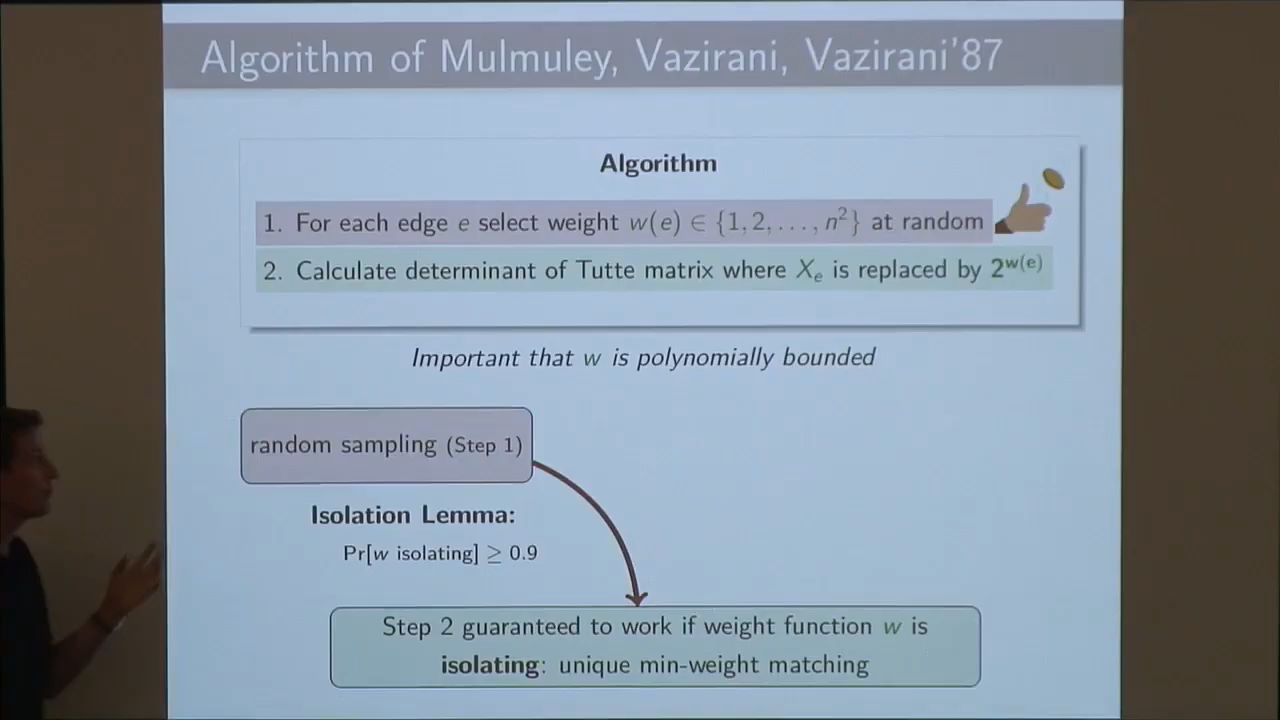 Algorithm of Mulmuley, Vazirani, Vazirani'87
Algorithm
1. For each edge e select weight w(e) ∈ {1, 2, . . . , n²} at random
2. Calculate determinant of Tutte matrix where Xₑ is replaced by 2^w(e)
Important that w is polynomially bounded
random sampling (Step 1)
Isolation Lemma:
Pr[w isolating] ≥ 0.9
Step 2 guaranteed to work if weight function w is
isolating: unique min-weight matching